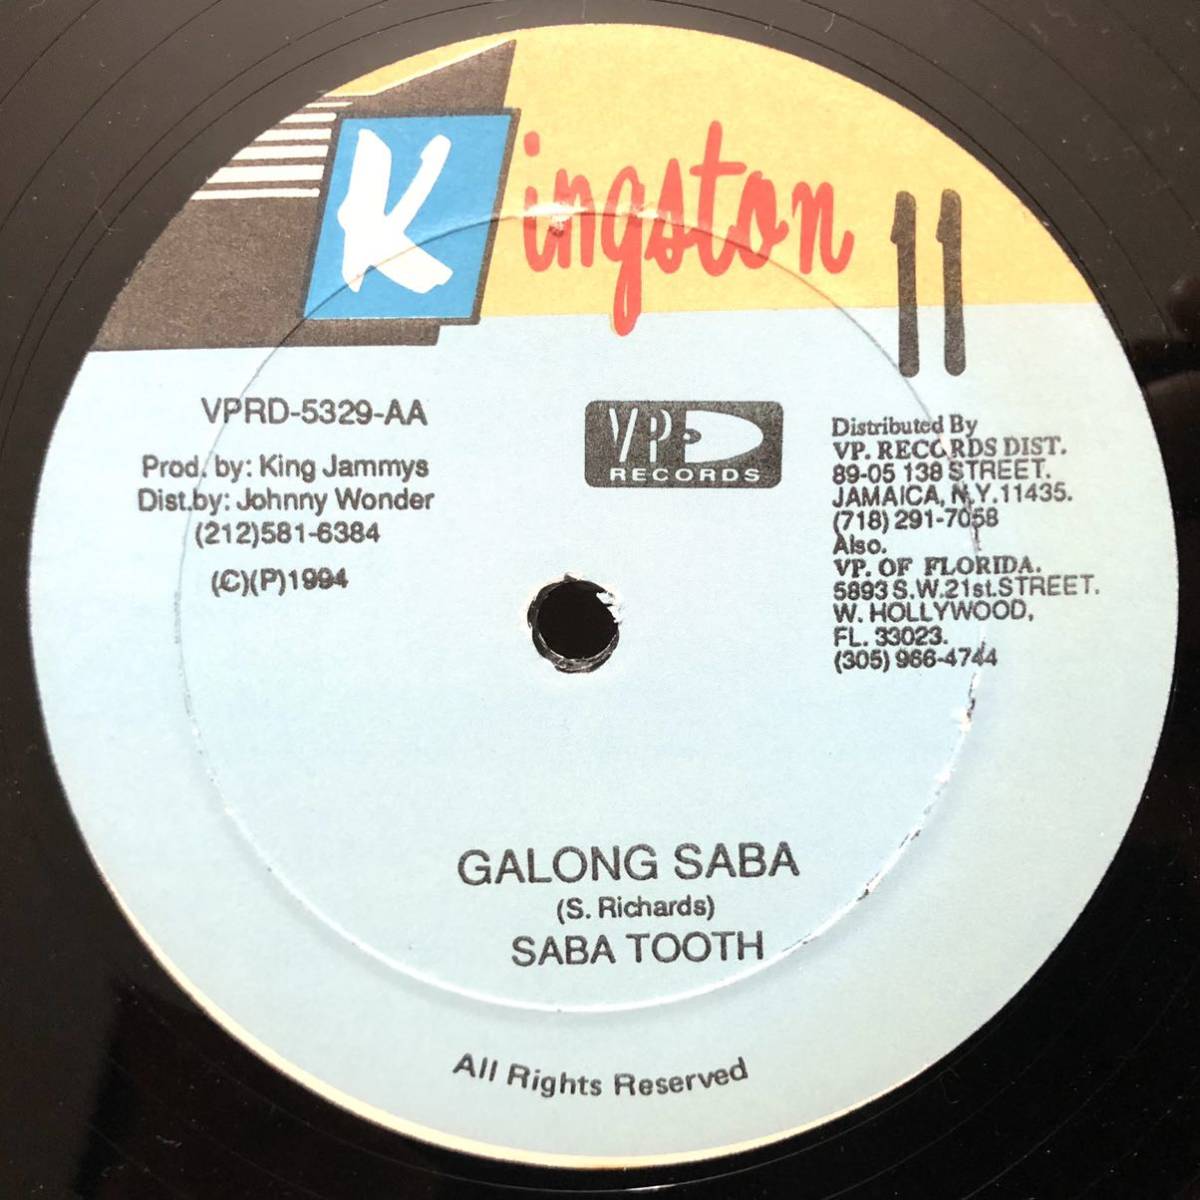 Kingston 11
VPRD-5329-AA
Prod. by: King Jammys
Dist.by: Johnny Wonder
(212)581-6384
(C)(P)1994
VP
RECORDS
Distributed By
VP. RECORDS DIST.
89-05 138 STREET.
JAMAICA, N.Y.11435.
(718) 291-7058
Also.
VP. OF FLORIDA.
5893 S.W.21st.STREET.
W. HOLLYWOOD,
FL. 33023.
(305) 966-4744
GALONG SABA
(S. Richards)
SABA TOOTH
All Rights Reserved